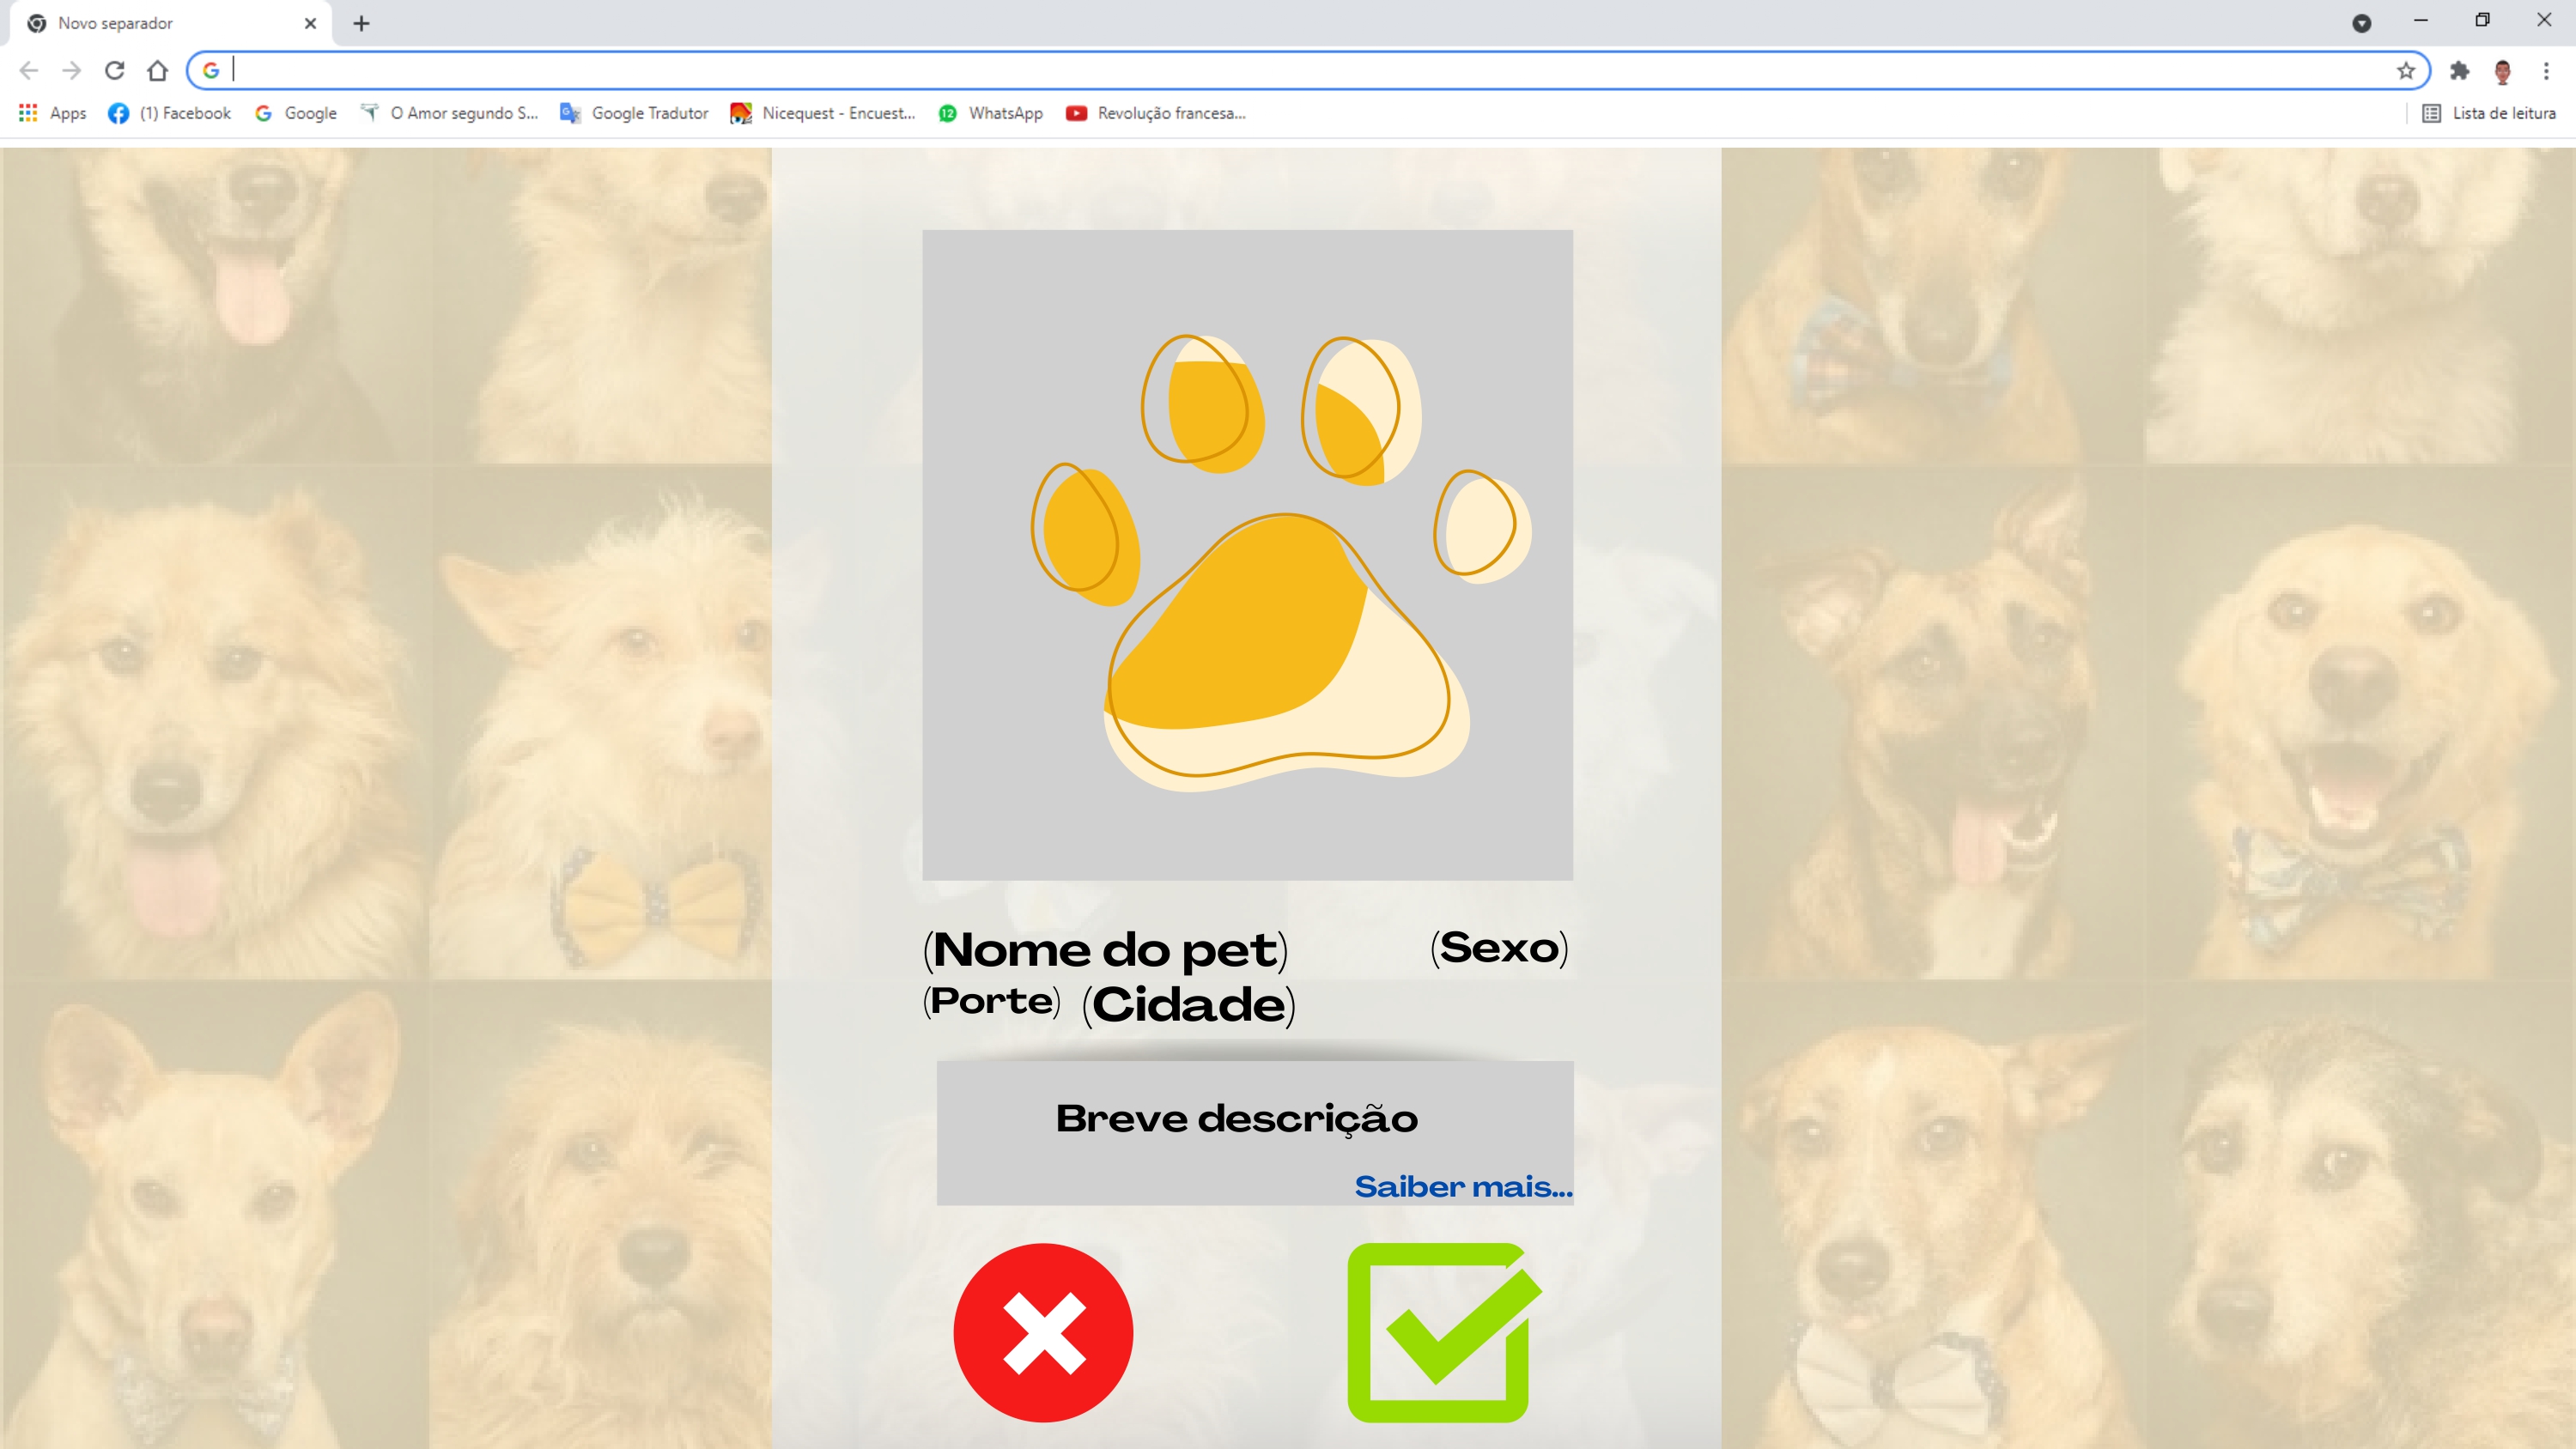 Novo separador
Apps (1) Facebook Google O Amor segundo S... Google Tradutor Nicequest - Encuest... 12 WhatsApp Revolução francesa... Lista de leitura
(Nome do pet) (Sexo)
(Porte) (Cidade)
Breve descrição
Saiber mais...